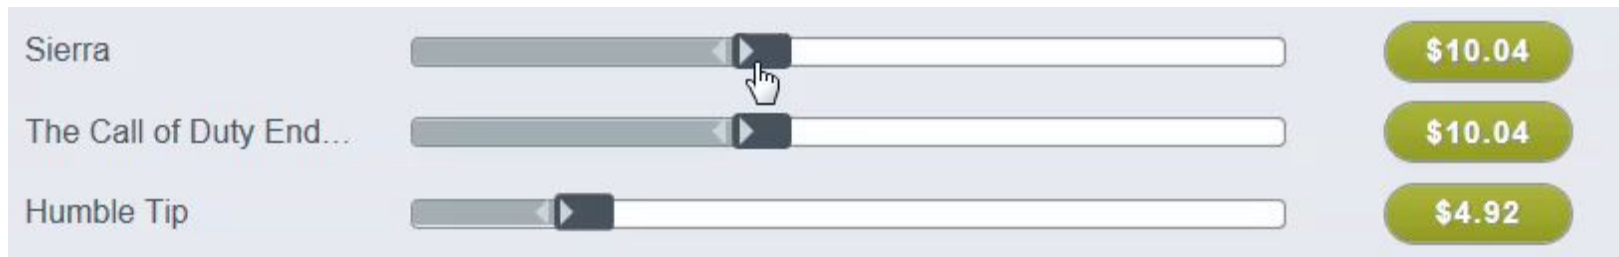 Sierra $10.04
The Call of Duty End... $10.04
Humble Tip $4.92